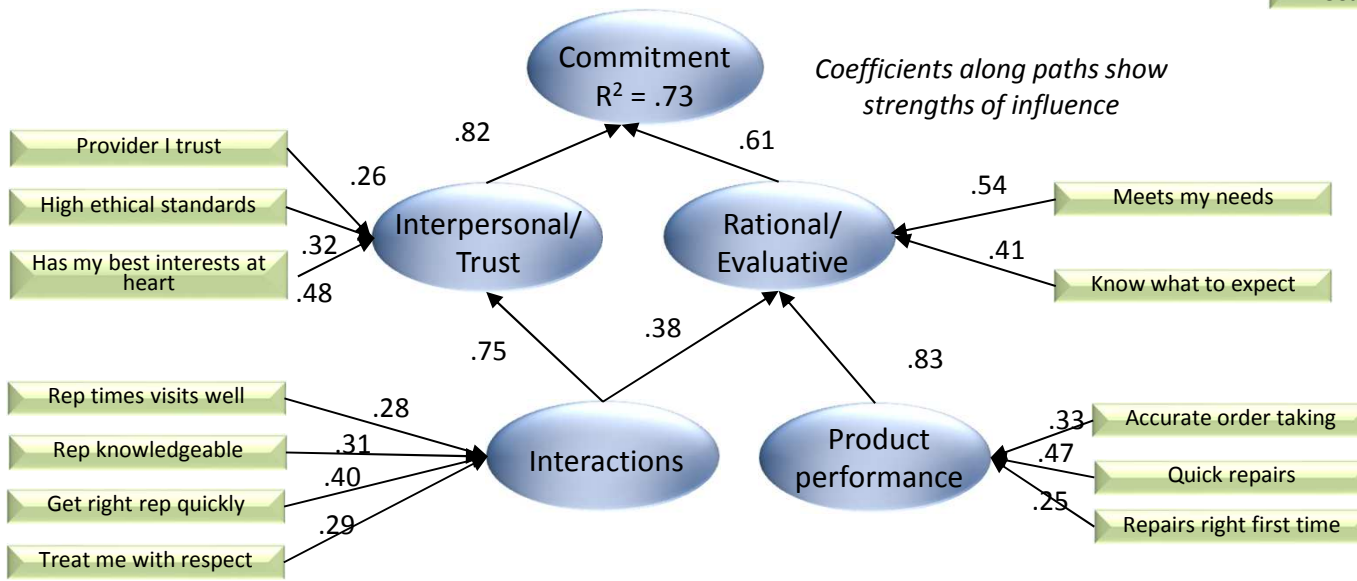 Commitment
R² = .73
Coefficients along paths show
strengths of influence
.82
.61
Provider I trust
High ethical standards
Has my best interests at
heart
.26
.32
.48
Interpersonal/
Trust
Rational/
Evaluative
.54
.41
Meets my needs
Know what to expect
.75
.38
.83
Rep times visits well
Rep knowledgeable
Get right rep quickly
Treat me with respect
.28
.31
.40
.29
Interactions
Product
performance
.33
.47
.25
Accurate order taking
Quick repairs
Repairs right first time